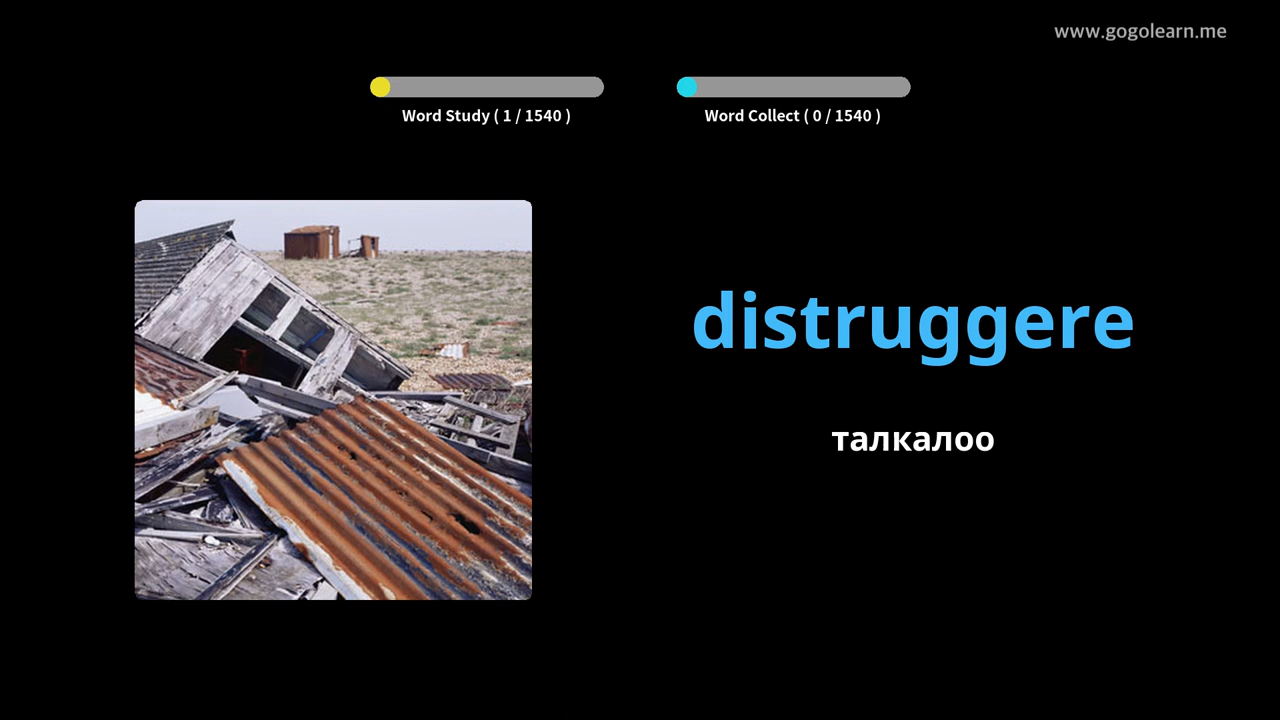 www.gogolearn.me
Word Study ( 1 / 1540 )
Word Collect ( 0 / 1540 )
distruggere
талкалоо